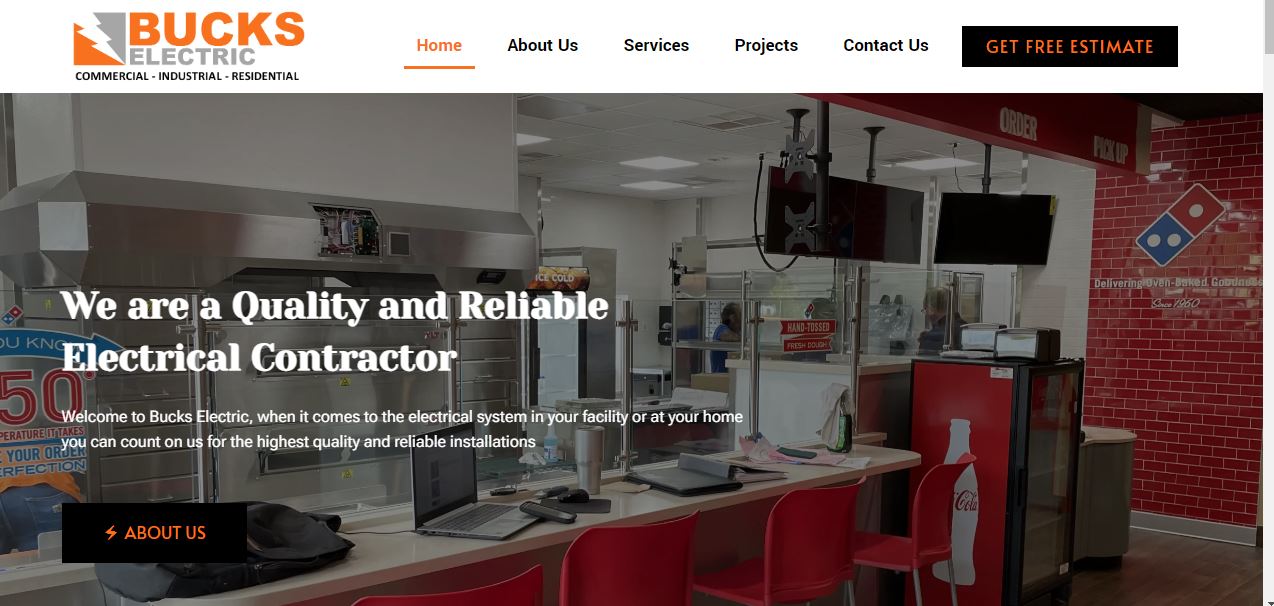 BUCKS
ELECTRIC
COMMERCIAL - INDUSTRIAL - RESIDENTIAL
Home
About Us
Services
Projects
Contact Us
GET FREE ESTIMATE
ORDER
PICK UP
ICE COLD
Delivering Oven-Baked Goodness
Since 1960
HAND-TOSSED
FRESH DOUGH
We are a Quality and Reliable
Electrical Contractor
OU KNO
50°
PERATURE IT TAKES
E YOUR ORDER
ERFECTION
Welcome to Bucks Electric, when it comes to the electrical system in your facility or at your home
you can count on us for the highest quality and reliable installations
Coca-Cola
ABOUT US